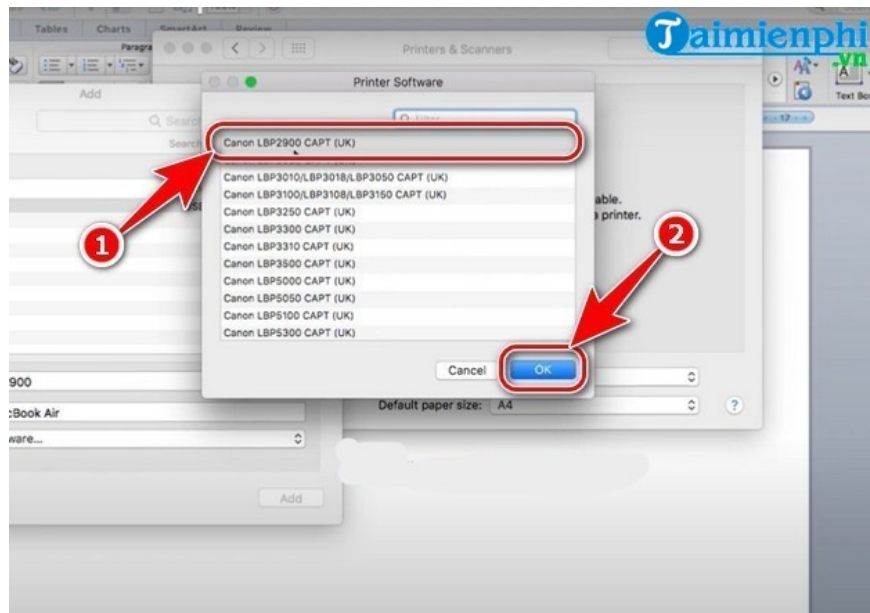 Tables Charts SmartArt Review
Taimienphi
.vn
Printers & Scanners
Add
Printer Software
Text Box
Search
Canon LBP2900 CAPT (UK)
Canon LBP3010/LBP3018/LBP3050 CAPT (UK)
Canon LBP3100/LBP3108/LBP3150 CAPT (UK)
able.
Canon LBP3250 CAPT (UK)
a printer.
Canon LBP3300 CAPT (UK)
1
2
Canon LBP3310 CAPT (UK)
Canon LBP3500 CAPT (UK)
Canon LBP5000 CAPT (UK)
Canon LBP5050 CAPT (UK)
Canon LBP5100 CAPT (UK)
Canon LBP5300 CAPT (UK)
Cancel OK
900
Default paper size: A4 ?
cBook Air
ware...
Add